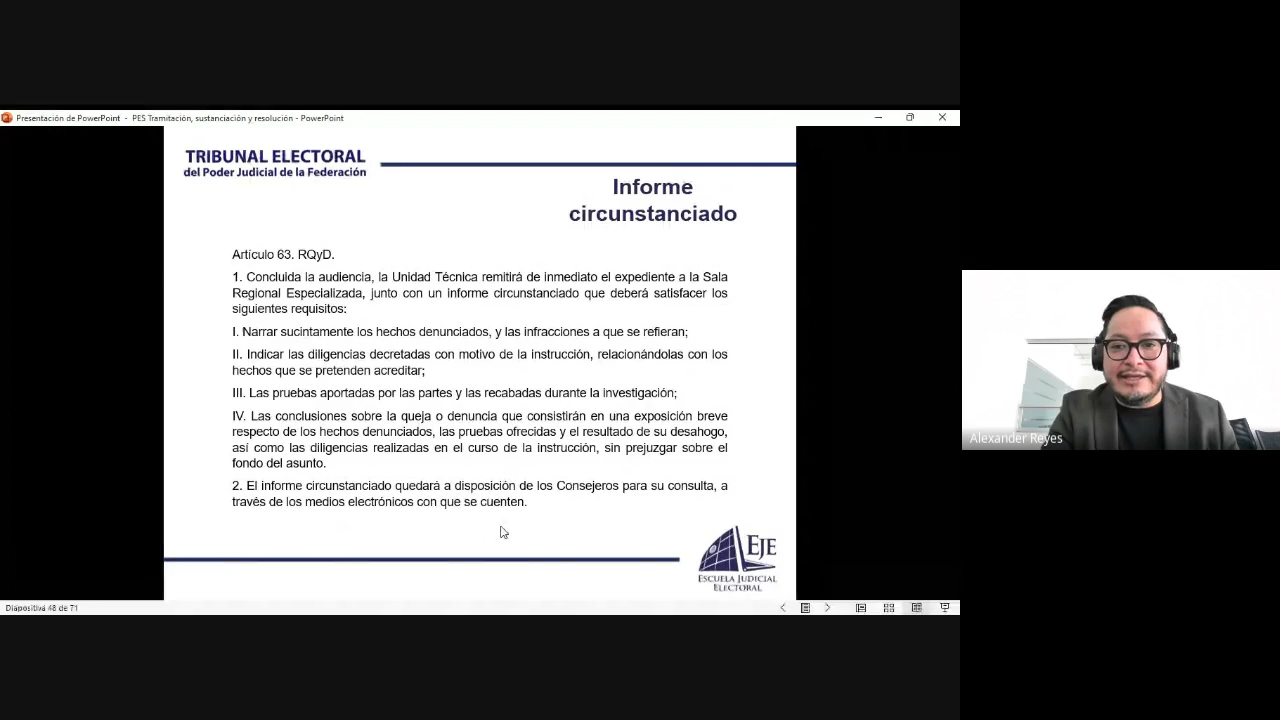 Presentación de PowerPoint - PES Tramitación, sustanciación y resolución - PowerPoint
TRIBUNAL ELECTORAL
del Poder Judicial de la Federación
Informe
circunstanciado
Artículo 63. RQyD.
1. Concluida la audiencia, la Unidad Técnica remitirá de inmediato el expediente a la Sala
Regional Especializada, junto con un informe circunstanciado que deberá satisfacer los
siguientes requisitos:
I. Narrar sucintamente los hechos denunciados, y las infracciones a que se refieran;
II. Indicar las diligencias decretadas con motivo de la instrucción, relacionándolas con los
hechos que se pretenden acreditar;
III. Las pruebas aportadas por las partes y las recabadas durante la investigación;
IV. Las conclusiones sobre la queja o denuncia que consistirán en una exposición breve
respecto de los hechos denunciados, las pruebas ofrecidas y el resultado de su desahogo,
así como las diligencias realizadas en el curso de la instrucción, sin prejuzgar sobre el
fondo del asunto.
2. El informe circunstanciado quedará a disposición de los Consejeros para su consulta, a
través de los medios electrónicos con que se cuenten.
EJE
ESCUELA JUDICIAL
ELECTORAL
Diapositiva 48 de 71
Alexander Reyes